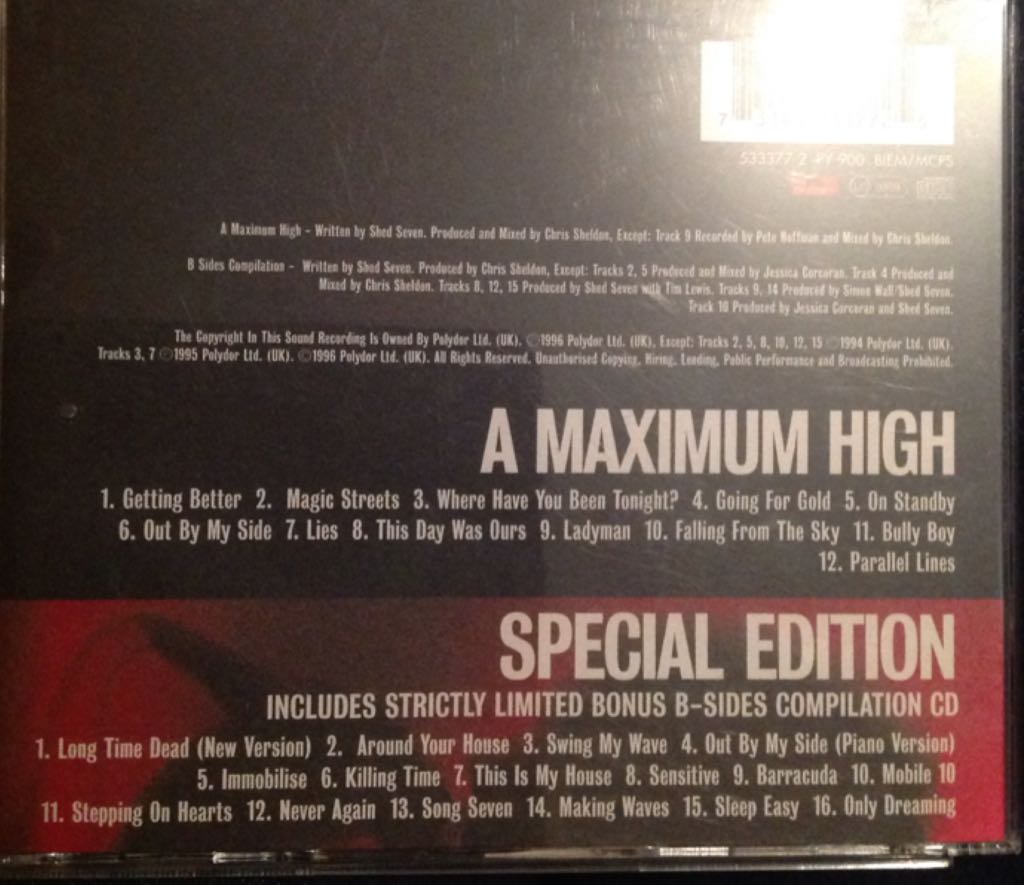 533377 2 PY 900 BIEM/MCPS
A Maximum High - Written by Shed Seven. Produced and Mixed by Chris Sheldon, Except: Track 9 Recorded by Pete Hoffman and Mixed by Chris Sheldon.
B Sides Compilation - Written by Shed Seven. Produced by Chris Sheldon, Except: Tracks 2, 5 Produced and Mixed by Jessica Corcoran. Track 4 Produced and
Mixed by Chris Sheldon. Tracks 8, 12, 15 Produced by Shed Seven with Tim Lewis. Tracks 9, 14 Produced by Simon Wall/Shed Seven.
Track 10 Produced by Jessica Corcoran and Shed Seven.
The Copyright In This Sound Recording Is Owned By Polydor Ltd. (UK). Ⓟ1996 Polydor Ltd. (UK), Except: Tracks 2, 5, 8, 10, 12, 15 Ⓟ1994 Polydor Ltd. (UK).
Tracks 3, 7 Ⓟ1995 Polydor Ltd. (UK). ©1996 Polydor Ltd. (UK). All Rights Reserved. Unauthorised Copying, Hiring, Lending, Public Performance and Broadcasting Prohibited.
A MAXIMUM HIGH
1. Getting Better 2. Magic Streets 3. Where Have You Been Tonight? 4. Going For Gold 5. On Standby
6. Out By My Side 7. Lies 8. This Day Was Ours 9. Ladyman 10. Falling From The Sky 11. Bully Boy
12. Parallel Lines
SPECIAL EDITION
INCLUDES STRICTLY LIMITED BONUS B-SIDES COMPILATION CD
1. Long Time Dead (New Version) 2. Around Your House 3. Swing My Wave 4. Out By My Side (Piano Version)
5. Immobilise 6. Killing Time 7. This Is My House 8. Sensitive 9. Barracuda 10. Mobile 10
11. Stepping On Hearts 12. Never Again 13. Song Seven 14. Making Waves 15. Sleep Easy 16. Only Dreaming